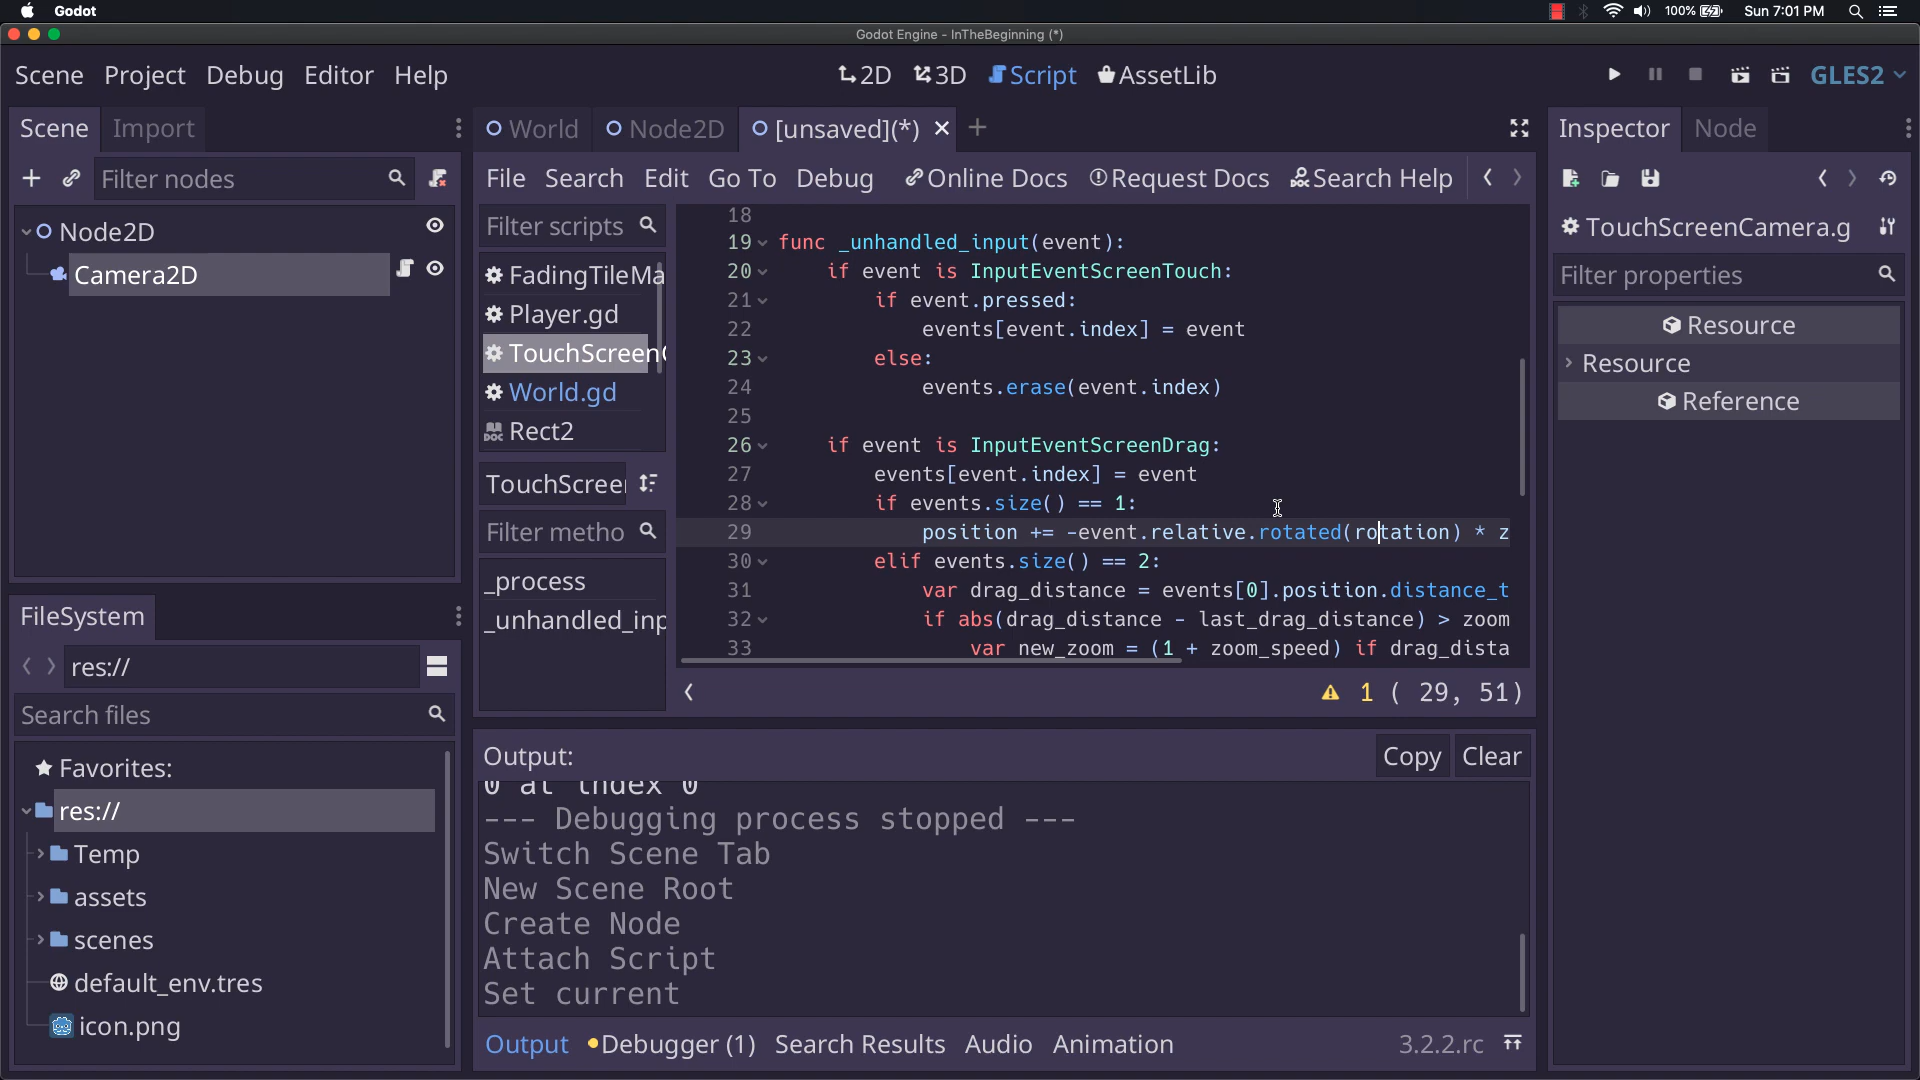 Godot
100%
Sun 7:01 PM
Godot Engine - InTheBeginning (*)
Scene Project Debug Editor Help
2D 3D Script AssetLib
GLES2
Scene Import
World Node2D [unsaved](*)
Inspector Node
Filter nodes
File Search Edit Go To Debug Online Docs Request Docs Search Help
Node2D
Camera2D
Filter scripts
FadingTileMa
Player.gd
TouchScreenC
World.gd
Rect2
TouchScree
Filter metho
_process
_unhandled_inp
18
19 func _unhandled_input(event):
20 if event is InputEventScreenTouch:
21 if event.pressed:
22 events[event.index] = event
23 else:
24 events.erase(event.index)
25
26 if event is InputEventScreenDrag:
27 events[event.index] = event
28 if events.size() == 1:
29 position += -event.relative.rotated(rotation) * z
30 elif events.size() == 2:
31 var drag_distance = events[0].position.distance_t
32 if abs(drag_distance - last_drag_distance) > zoom
33 var new_zoom = (1 + zoom_speed) if drag_dista
1 ( 29, 51)
TouchScreenCamera.g
Filter properties
Resource
Resource
Reference
FileSystem
res://
Search files
Favorites:
res://
Temp
assets
scenes
default_env.tres
icon.png
Output:
Copy Clear
0 at index 0
--- Debugging process stopped ---
Switch Scene Tab
New Scene Root
Create Node
Attach Script
Set current
Output Debugger (1) Search Results Audio Animation
3.2.2.rc